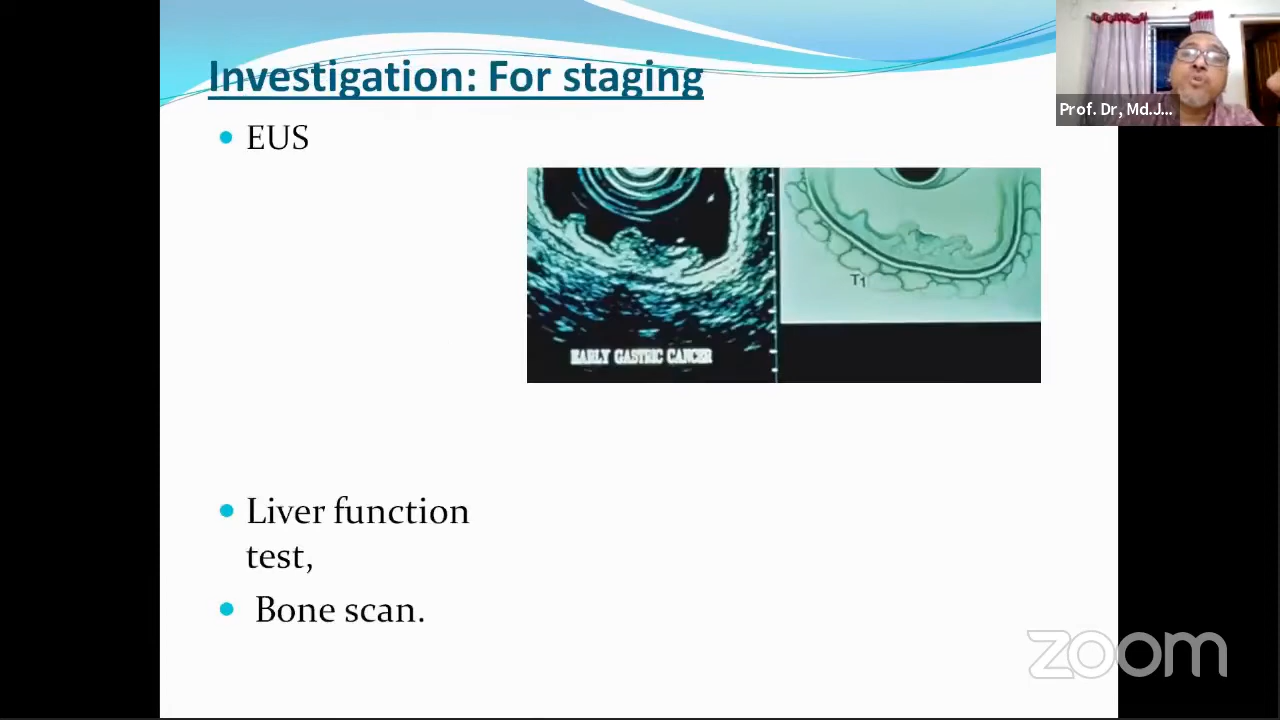 Investigation: For staging
Prof. Dr, Md.J...
EUS
T1
EARLY GASTRIC CANCER
Liver function
test,
Bone scan.
zoom